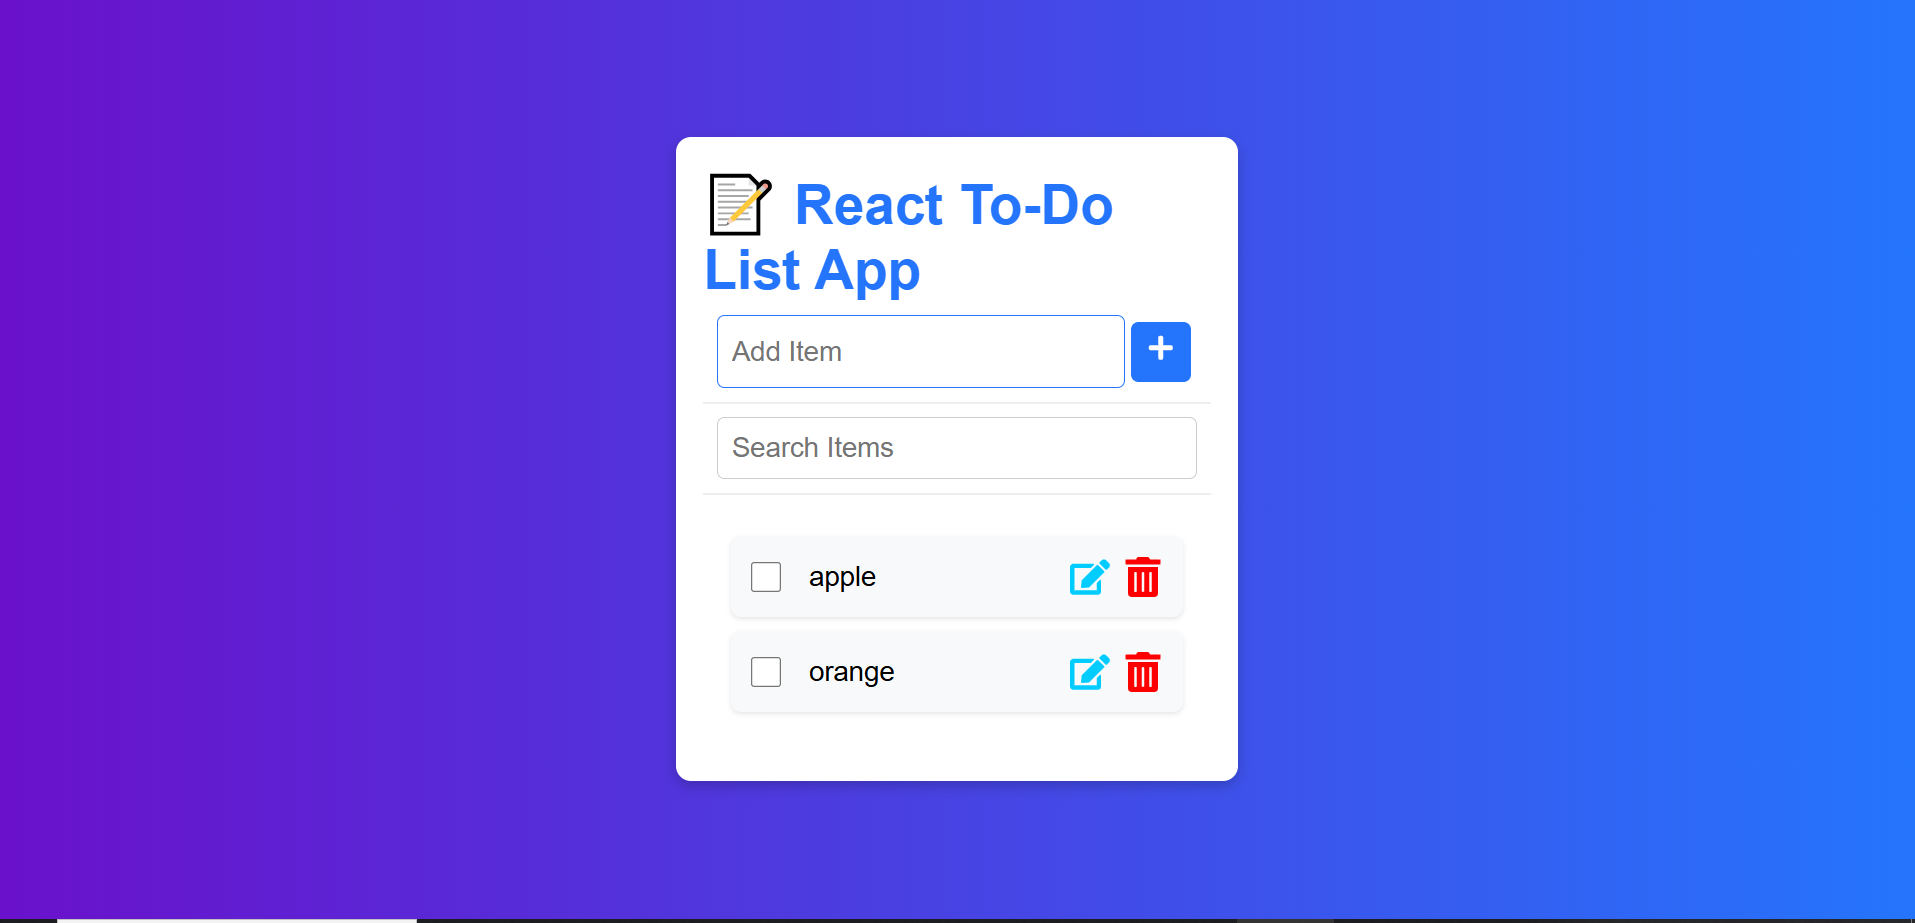 React To-Do
List App
Add Item
Search Items
apple
orange